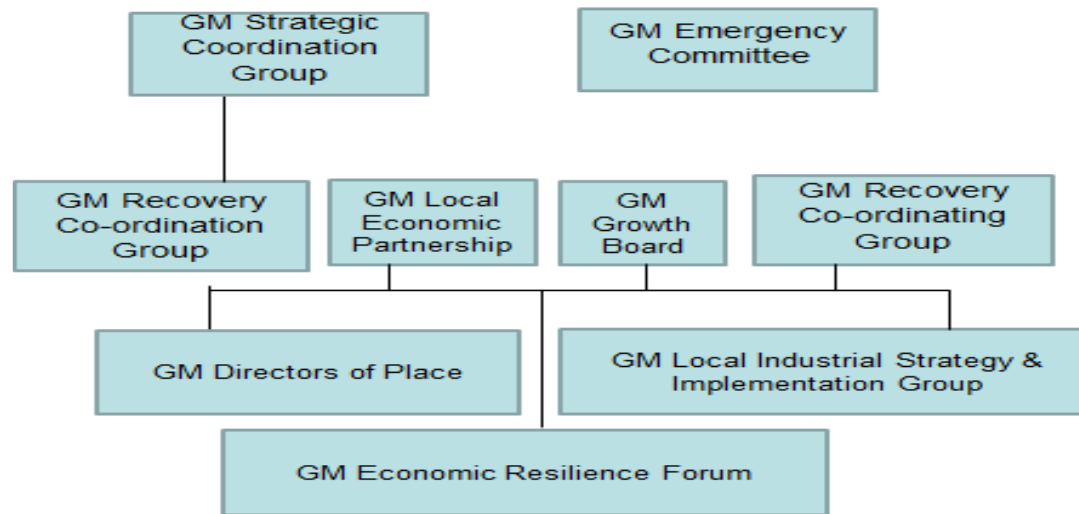 GM Strategic
Coordination
Group
GM Emergency
Committee
GM Recovery
Co-ordination
Group
GM Local
Economic
Partnership
GM
Growth
Board
GM Recovery
Co-ordinating
Group
GM Directors of Place
GM Local Industrial Strategy &
Implementation Group
GM Economic Resilience Forum